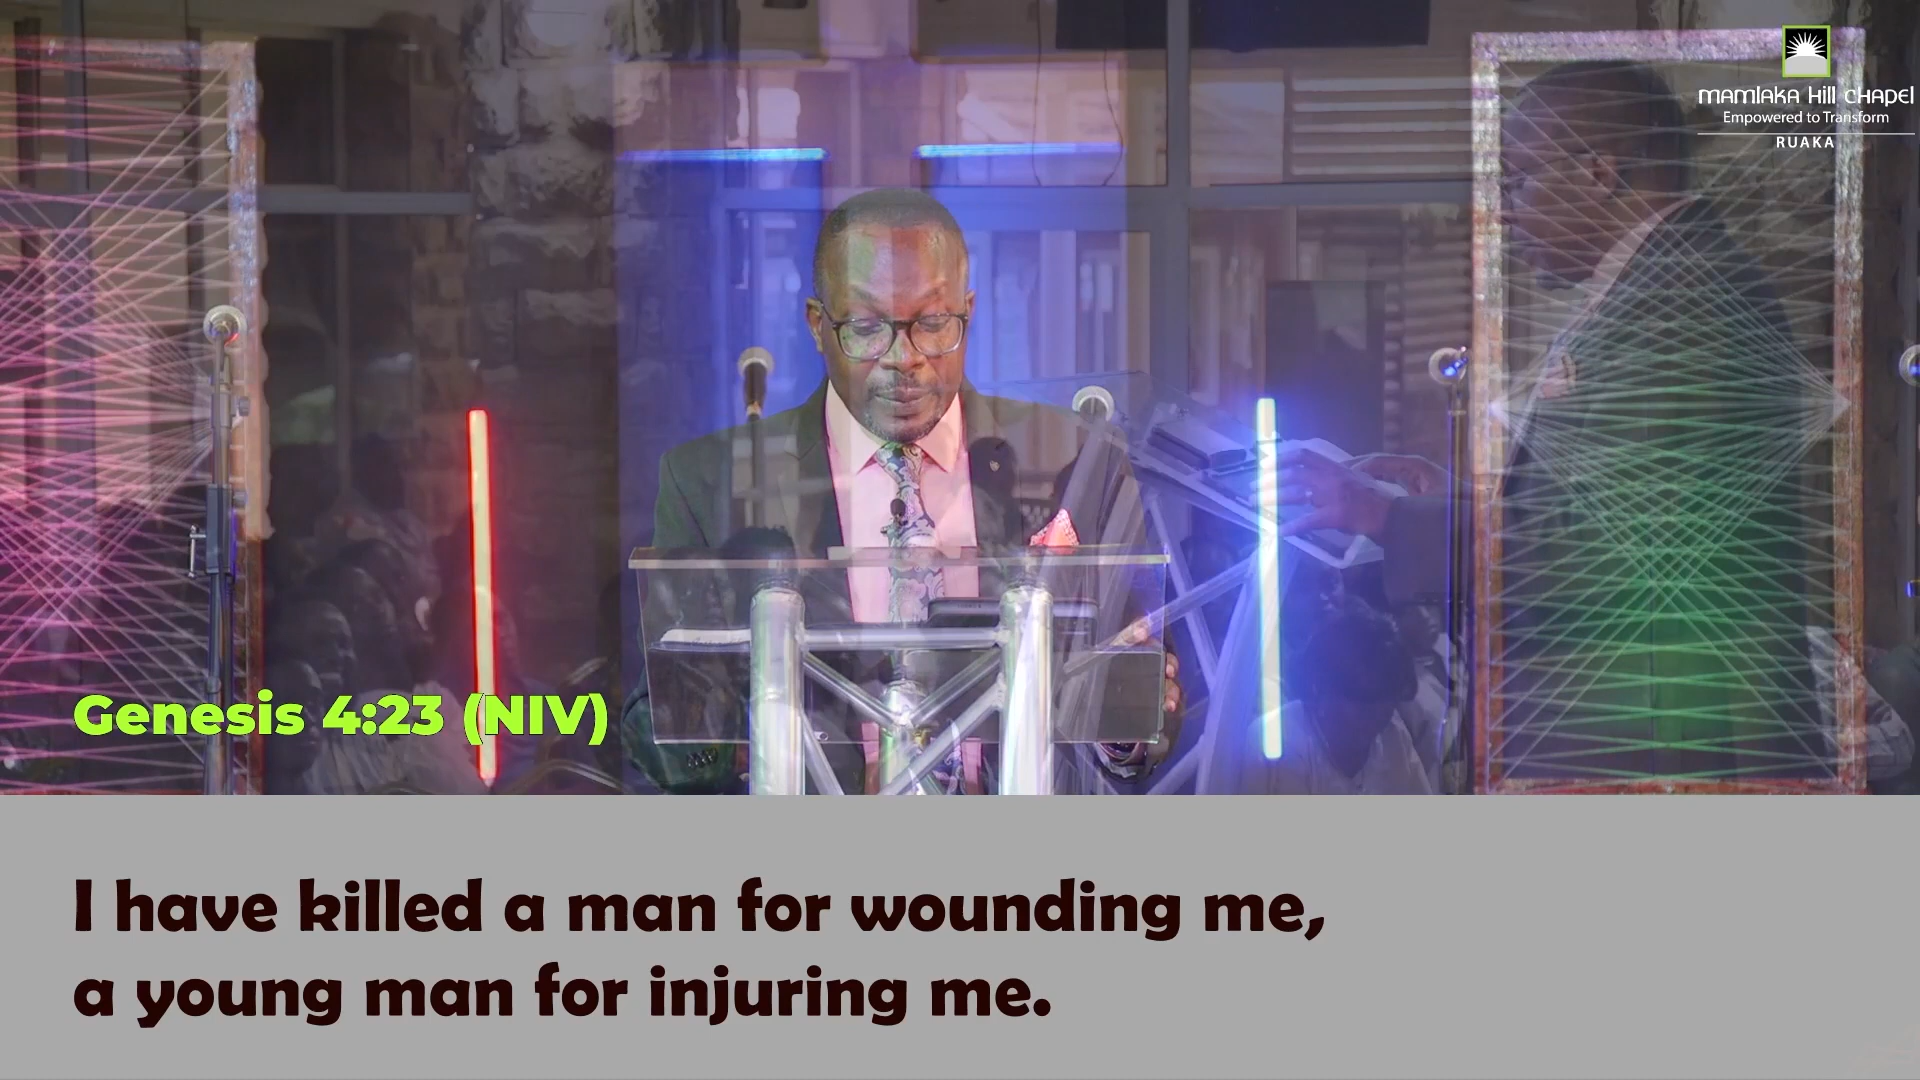 mamlaka hill chapel
Empowered to Transform
RUAKA
Genesis 4:23 (NIV)
I have killed a man for wounding me,
a young man for injuring me.